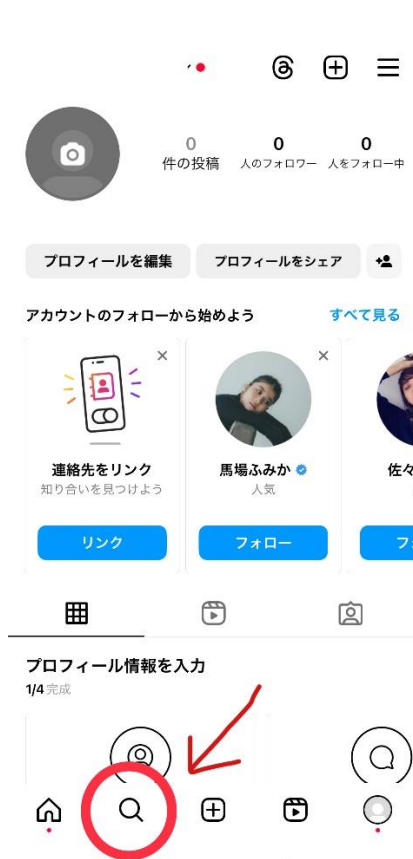 0 0 0
件の投稿 人のフォロワー 人をフォロー中
プロフィールを編集 プロフィールをシェア
アカウントのフォローから始めよう すべて見る
連絡先をリンク 馬場ふみか 佐々
知り合いを見つけよう 人気
リンク フォロー フ
プロフィール情報を入力
1/4 完成